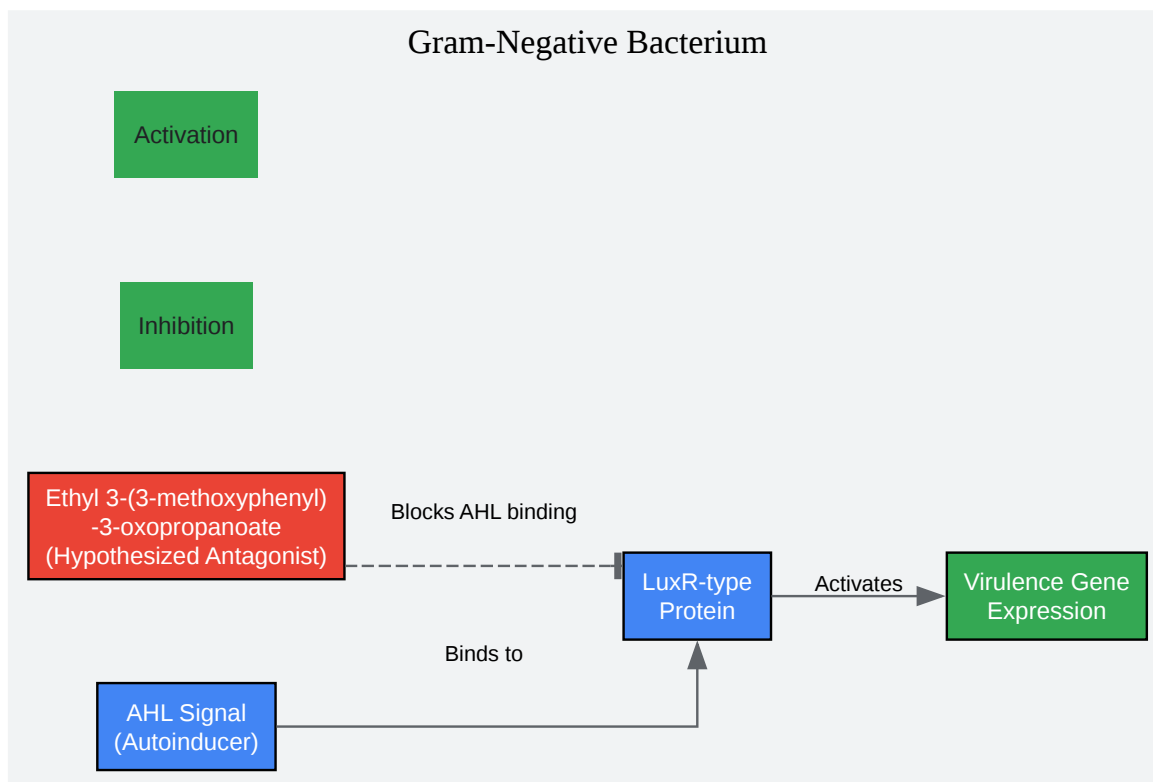 Gram-Negative Bacterium
Activation
Inhibition
Ethyl 3-(3-methoxyphenyl)
-3-oxopropanoate
(Hypothesized Antagonist)
Blocks AHL binding
LuxR-type
Protein
Activates
Virulence Gene
Expression
Binds to
AHL Signal
(Autoinducer)